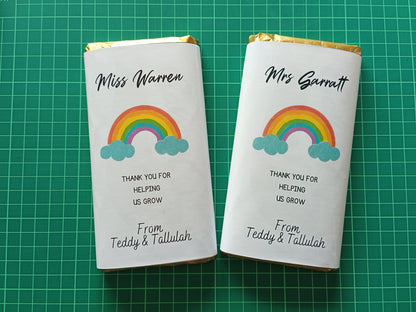 Miss Warren
THANK YOU FOR
HELPING
US GROW
From
Teddy & Tallulah
Mrs Garratt
THANK YOU FOR
HELPING
US GROW
From
Teddy & Tallulah